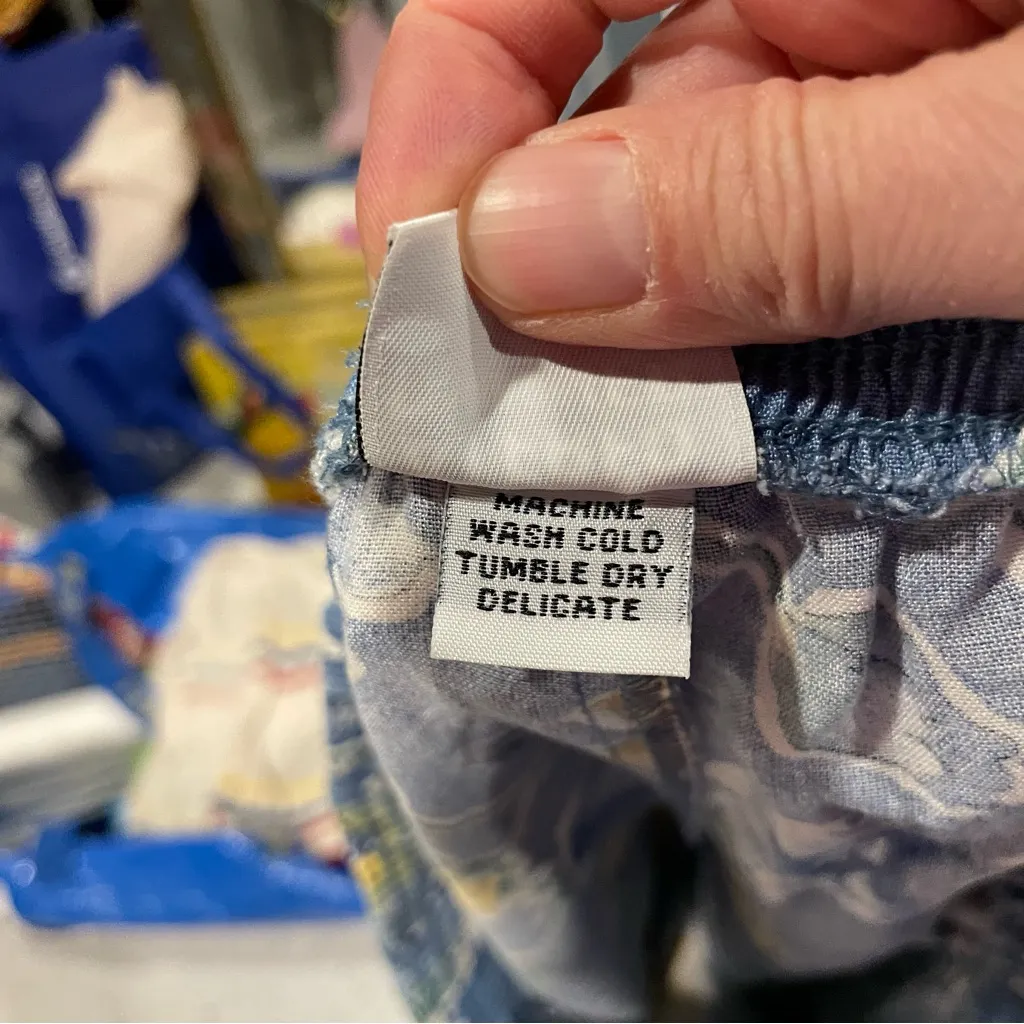 MACHINE
WASH COLD
TUMBLE DRY
DELICATE